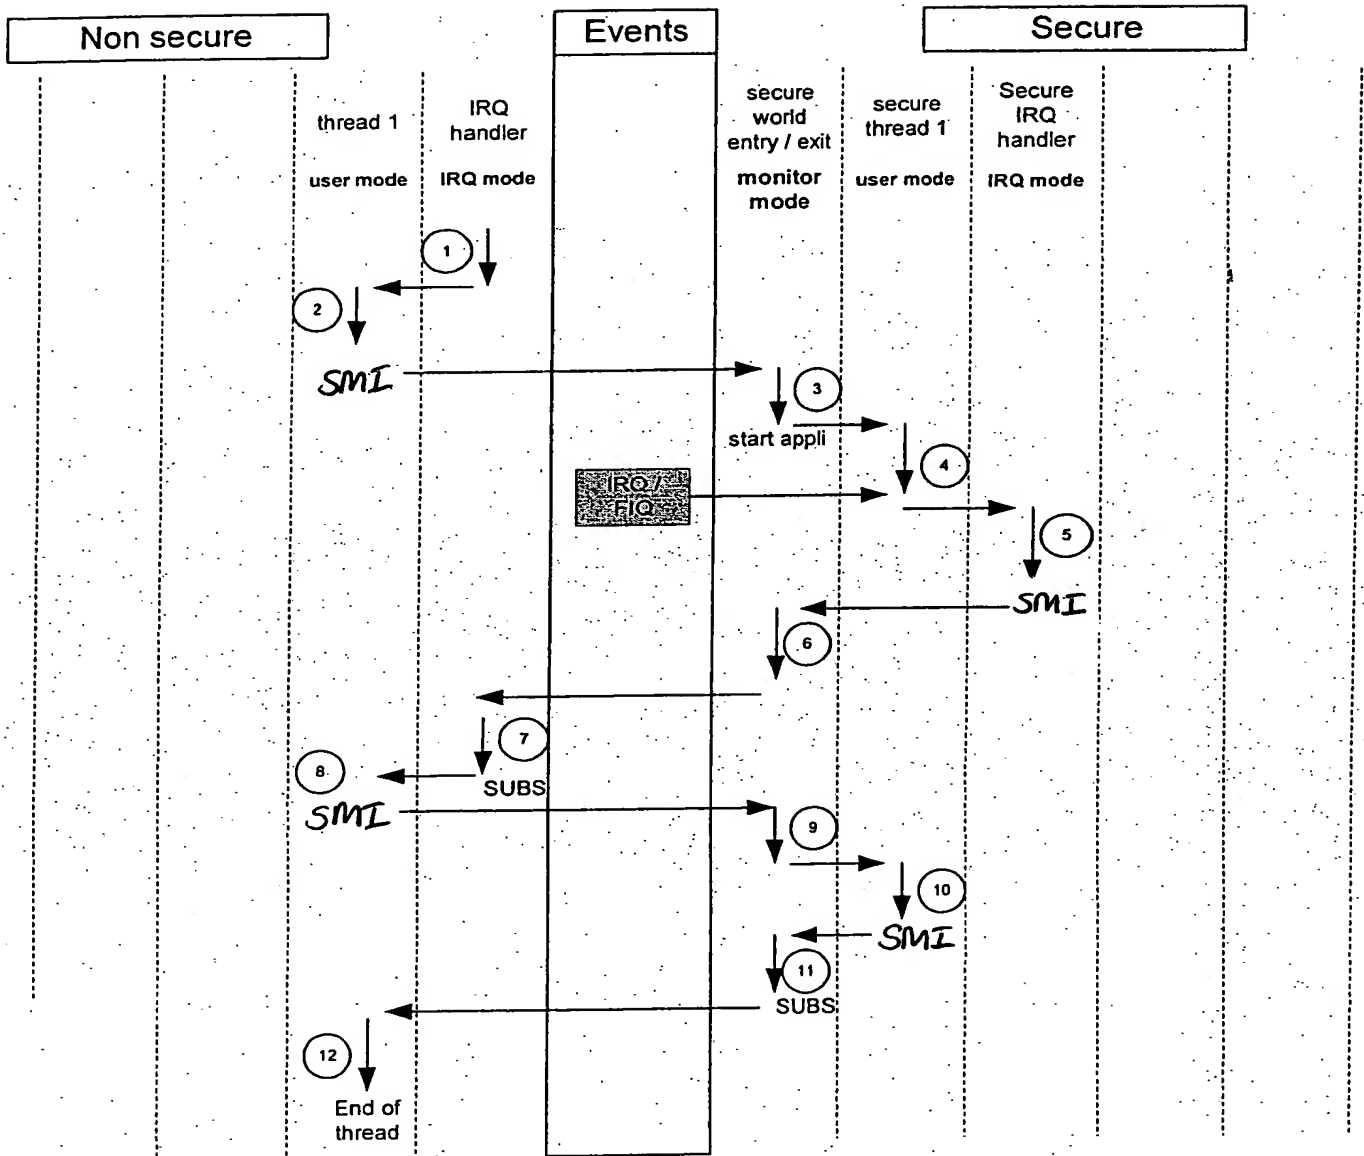 Non secure
Events
Secure
thread 1
user mode
IRQ
handler
IRQ mode
secure
world
entry / exit
monitor
mode
secure
thread 1
user mode
Secure
IRQ
handler
IRQ mode
1
2
SMI
3
start appli
IRQ /
FIQ
4
5
SMI
6
7
SUBS
8
SMI
9
10
SMI
11
SUBS
12
End of
thread